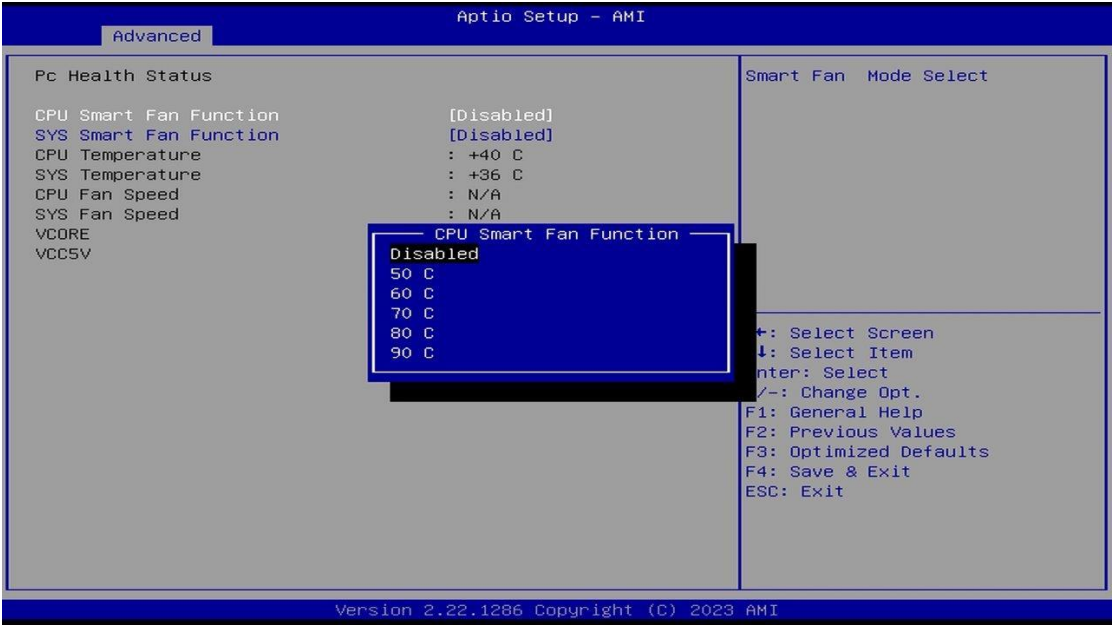 Aptio Setup – AMI
Advanced
Pc Health Status
CPU Smart Fan Function [Disabled]
SYS Smart Fan Function [Disabled]
CPU Temperature : +40 C
SYS Temperature : +36 C
CPU Fan Speed : N/A
SYS Fan Speed : N/A
VCORE
VCC5V
CPU Smart Fan Function
Disabled
50 C
60 C
70 C
80 C
90 C
Smart Fan Mode Select
: Select Screen
: Select Item
nter: Select
/-: Change Opt.
F1: General Help
F2: Previous Values
F3: Optimized Defaults
F4: Save & Exit
ESC: Exit
Version 2.22.1286 Copyright (C) 2023 AMI